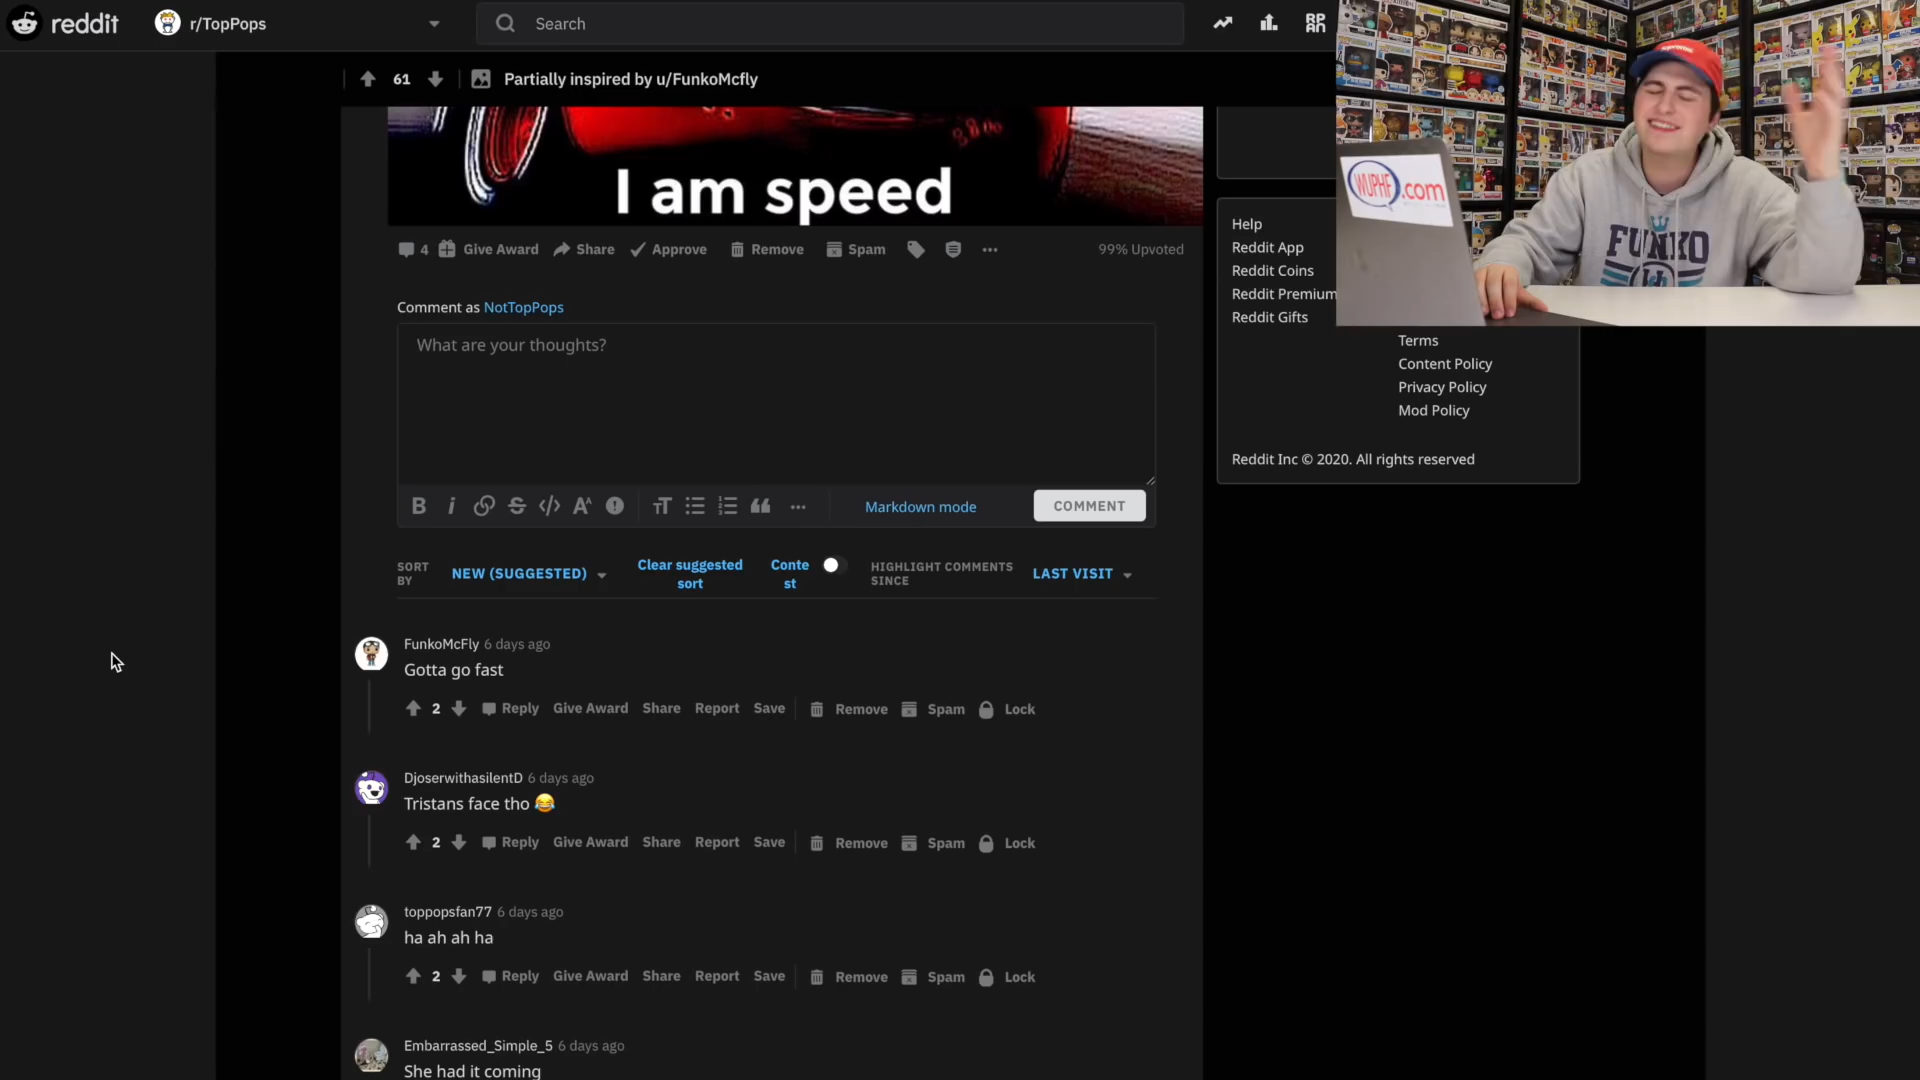 reddit
r/TopPops
Search
61
Partially inspired by u/FunkoMcfly
I am speed
4 Give Award Share Approve Remove Spam
99% Upvoted
Comment as NotTopPops
What are your thoughts?
Markdown mode
COMMENT
SORT BY
NEW (SUGGESTED)
Clear suggested
sort
Conte
st
HIGHLIGHT COMMENTS
SINCE
LAST VISIT
FunkoMcFly 6 days ago
Gotta go fast
2 Reply Give Award Share Report Save Remove Spam Lock
DjoserwithasilentD 6 days ago
Tristans face tho 😂
2 Reply Give Award Share Report Save Remove Spam Lock
toppopsfan77 6 days ago
ha ah ah ha
2 Reply Give Award Share Report Save Remove Spam Lock
Embarrassed_Simple_5 6 days ago
She had it coming
Help
Reddit App
Reddit Coins
Reddit Premium
Reddit Gifts
Terms
Content Policy
Privacy Policy
Mod Policy
Reddit Inc © 2020. All rights reserved
WUPHF.com
FUNKO